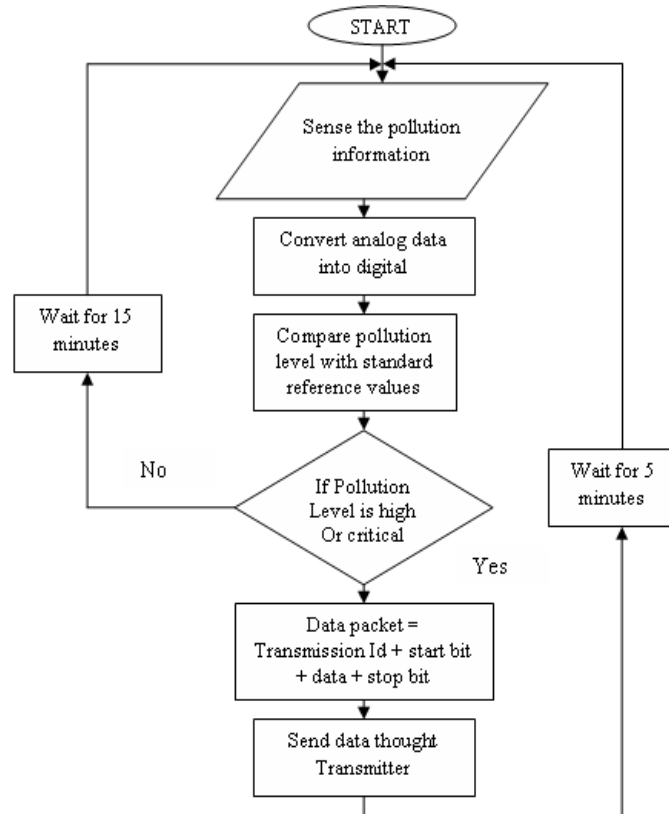 START
Sense the pollution
information
Convert analog data
into digital
Wait for 15
minutes
Compare pollution
level with standard
reference values
No
If Pollution
Level is high
Or critical
Wait for 5
minutes
Yes
Data packet =
Transmission Id + start bit
+ data + stop bit
Send data thought
Transmitter